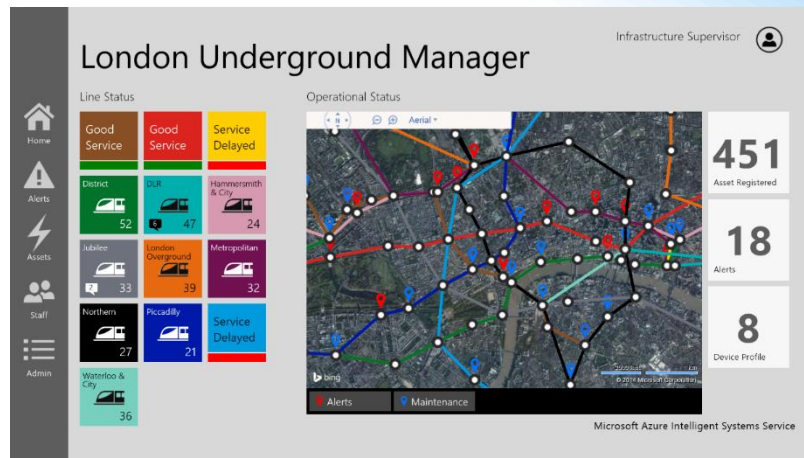 London Underground Manager
Infrastructure Supervisor
Home
Alerts
Assets
Staff
Admin
Line Status
Good
Service
Good
Service
Service
Delayed
District
52
DLR
6
47
Hammersmith
& City
24
Jubilee
2
33
London
Overground
39
Metropolitan
32
Northern
27
Piccadilly
21
Service
Delayed
Waterloo &
City
36
Operational Status
N
Aerial
bing
© 2014 Microsoft Corporation
Alerts
Maintenance
451
Asset Registered
18
Alerts
8
Device Profile
Microsoft Azure Intelligent Systems Service